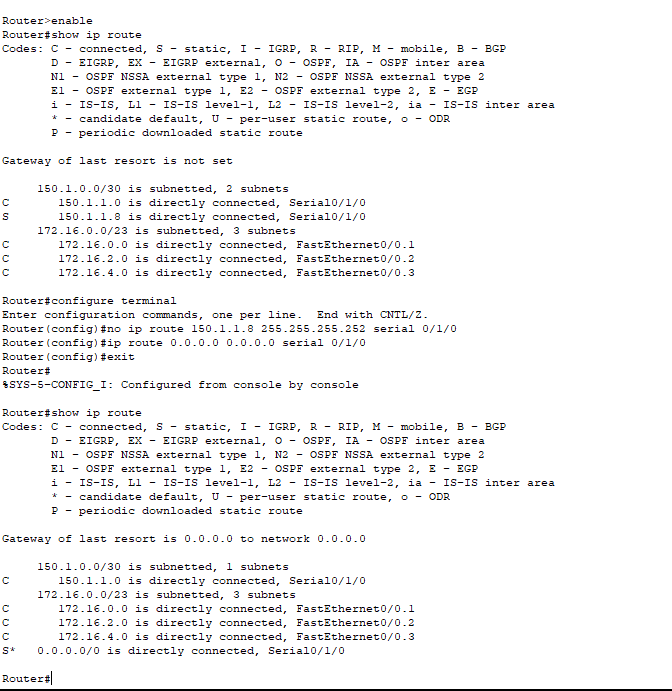 Router>enable
Router#show ip route
Codes: C - connected, S - static, I - IGRP, R - RIP, M - mobile, B - BGP
       D - EIGRP, EX - EIGRP external, O - OSPF, IA - OSPF inter area
       N1 - OSPF NSSA external type 1, N2 - OSPF NSSA external type 2
       E1 - OSPF external type 1, E2 - OSPF external type 2, E - EGP
       i - IS-IS, L1 - IS-IS level-1, L2 - IS-IS level-2, ia - IS-IS inter area
       * - candidate default, U - per-user static route, o - ODR
       P - periodic downloaded static route

Gateway of last resort is not set

     150.1.0.0/30 is subnetted, 2 subnets
C       150.1.1.0 is directly connected, Serial0/1/0
S       150.1.1.8 is directly connected, Serial0/1/0
     172.16.0.0/23 is subnetted, 3 subnets
C       172.16.0.0 is directly connected, FastEthernet0/0.1
C       172.16.2.0 is directly connected, FastEthernet0/0.2
C       172.16.4.0 is directly connected, FastEthernet0/0.3

Router#configure terminal
Enter configuration commands, one per line.  End with CNTL/Z.
Router(config)#no ip route 150.1.1.8 255.255.255.252 serial 0/1/0
Router(config)#ip route 0.0.0.0 0.0.0.0 serial 0/1/0
Router(config)#exit
Router#
%SYS-5-CONFIG_I: Configured from console by console

Router#show ip route
Codes: C - connected, S - static, I - IGRP, R - RIP, M - mobile, B - BGP
       D - EIGRP, EX - EIGRP external, O - OSPF, IA - OSPF inter area
       N1 - OSPF NSSA external type 1, N2 - OSPF NSSA external type 2
       E1 - OSPF external type 1, E2 - OSPF external type 2, E - EGP
       i - IS-IS, L1 - IS-IS level-1, L2 - IS-IS level-2, ia - IS-IS inter area
       * - candidate default, U - per-user static route, o - ODR
       P - periodic downloaded static route

Gateway of last resort is 0.0.0.0 to network 0.0.0.0

     150.1.0.0/30 is subnetted, 1 subnets
C       150.1.1.0 is directly connected, Serial0/1/0
     172.16.0.0/23 is subnetted, 3 subnets
C       172.16.0.0 is directly connected, FastEthernet0/0.1
C       172.16.2.0 is directly connected, FastEthernet0/0.2
C       172.16.4.0 is directly connected, FastEthernet0/0.3
S*   0.0.0.0/0 is directly connected, Serial0/1/0

Router#